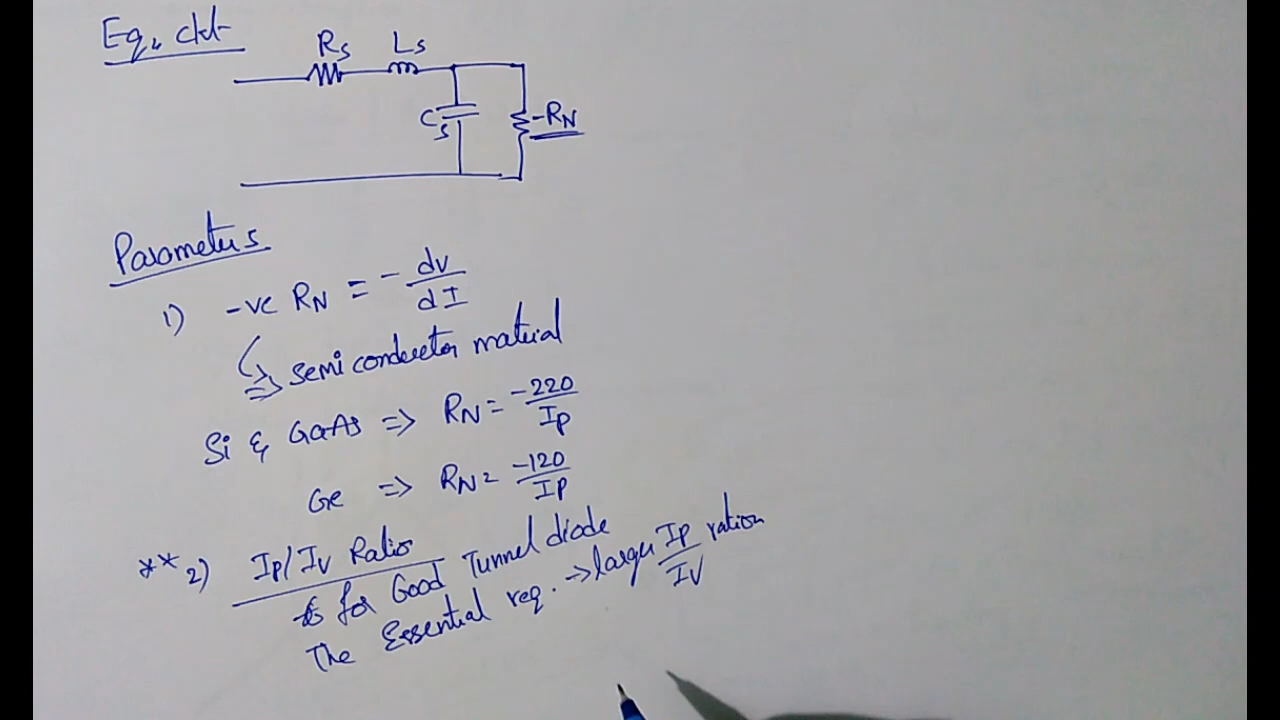 Eq. ckt
Rs Ls
Cs -RN
Parameters
1) -ve RN = - dv/dI
=> Semi conductor material
Si & GaAs => RN = -220/IP
Ge => RN = -120/IP
** 2) IP/IV Ratio
for Good Tunnel diode
The Essential req. -> larger IP/IV ration